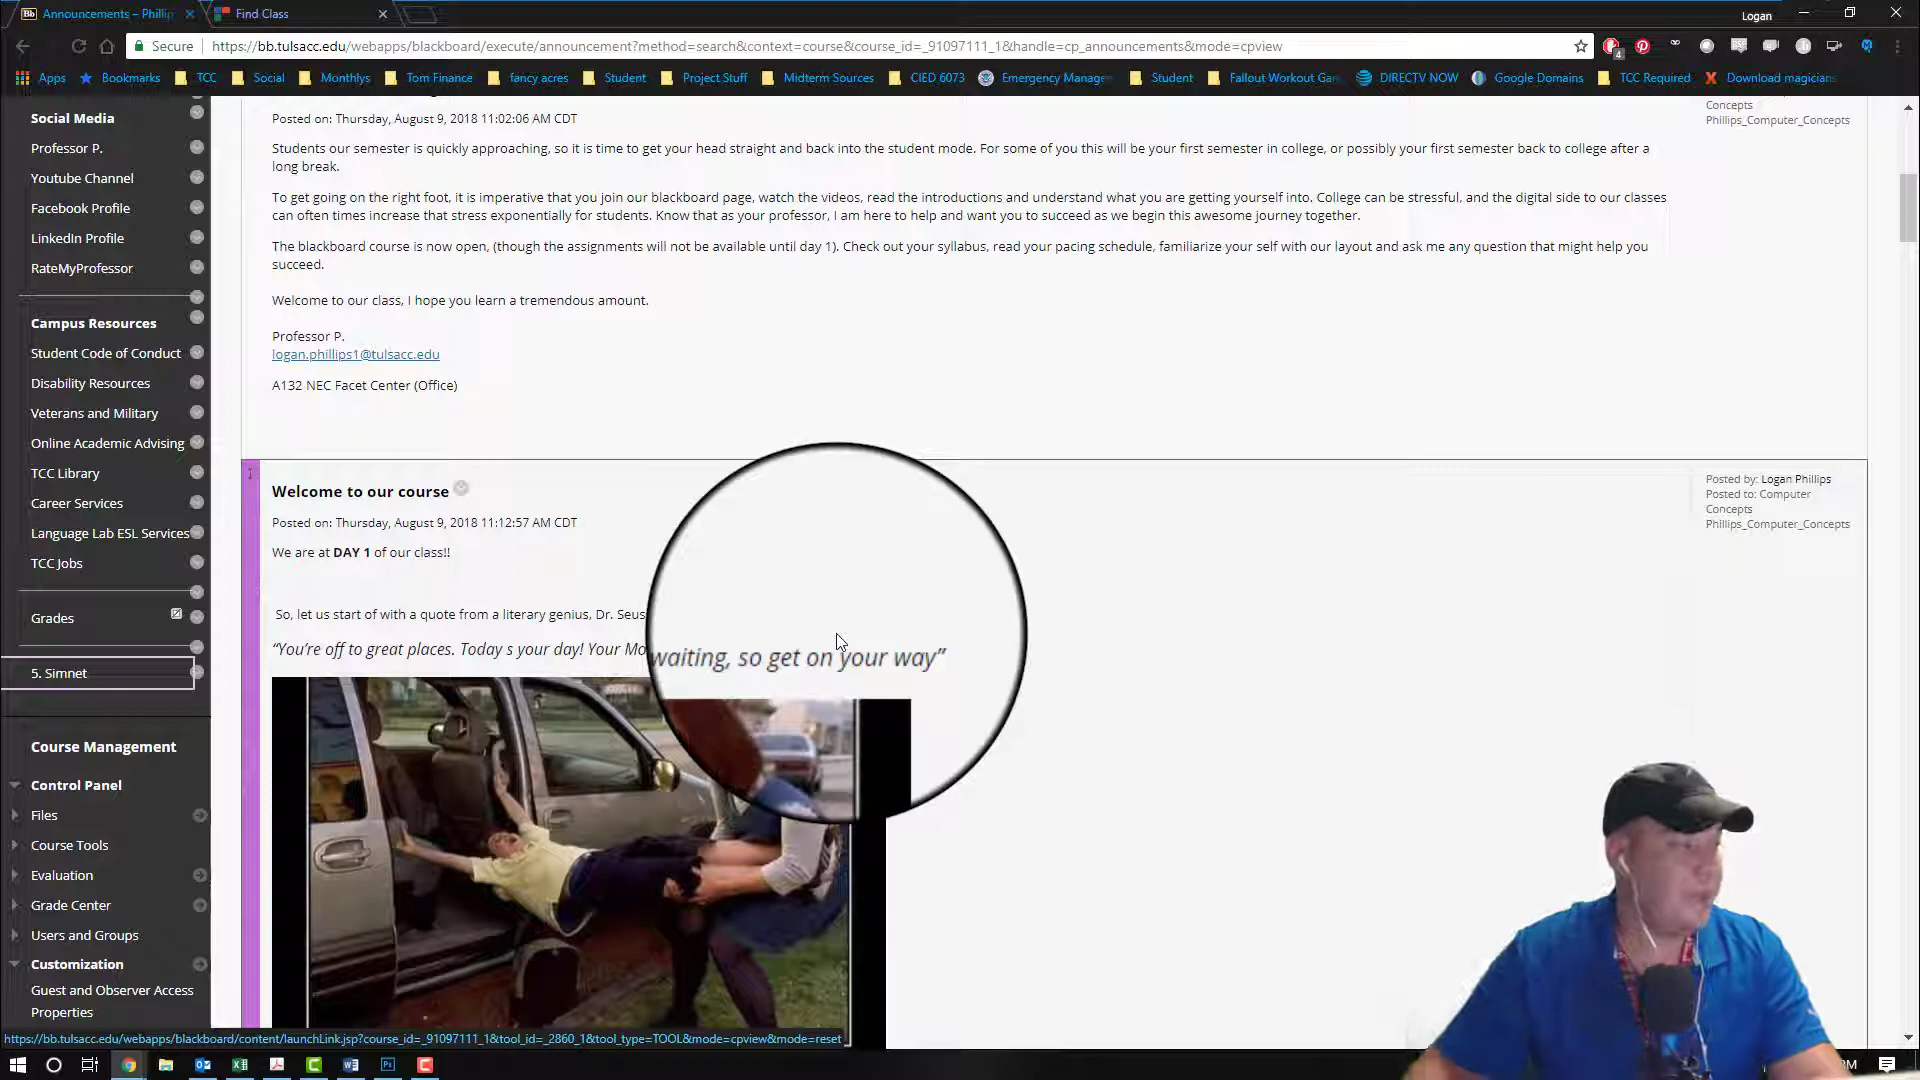 Announcements – Phillip
Find Class
Logan
Secure
https://bb.tulsacc.edu/webapps/blackboard/execute/announcement?method=search&context=course&course_id=_91097111_1&handle=cp_announcements&mode=cpview
4
Apps
Bookmarks
TCC
Social
Monthlys
Tom Finance
fancy acres
Student
Project Stuff
Midterm Sources
CIED 6073
Emergency Manage
Student
Fallout Workout Gar
DIRECTV NOW
Google Domains
TCC Required
Download magician
Social Media
Professor P.
Youtube Channel
Facebook Profile
LinkedIn Profile
RateMyProfessor
Campus Resources
Student Code of Conduct
Disability Resources
Veterans and Military
Online Academic Advising
TCC Library
Career Services
Language Lab ESL Services
TCC Jobs
Grades
5. Simnet
Course Management
Control Panel
Files
Course Tools
Evaluation
Grade Center
Users and Groups
Customization
Guest and Observer Access
Properties
Concepts
Phillips_Computer_Concepts
Posted on: Thursday, August 9, 2018 11:02:06 AM CDT
Students our semester is quickly approaching, so it is time to get your head straight and back into the student mode. For some of you this will be your first semester in college, or possibly your first semester back to college after a
long break.
To get going on the right foot, it is imperative that you join our blackboard page, watch the videos, read the introductions and understand what you are getting yourself into. College can be stressful, and the digital side to our classes
can often times increase that stress exponentially for students. Know that as your professor, I am here to help and want you to succeed as we begin this awesome journey together.
The blackboard course is now open, (though the assignments will not be available until day 1). Check out your syllabus, read your pacing schedule, familiarize your self with our layout and ask me any question that might help you
succeed.
Welcome to our class, I hope you learn a tremendous amount.
Professor P.
logan.phillips1@tulsacc.edu
A132 NEC Facet Center (Office)
Welcome to our course
Posted by: Logan Phillips
Posted to: Computer
Concepts
Phillips_Computer_Concepts
Posted on: Thursday, August 9, 2018 11:12:57 AM CDT
We are at DAY 1 of our class!!
So, let us start of with a quote from a literary genius, Dr. Seus
“You're off to great places. Today s your day! Your Mo waiting, so get on your way”
https://bb.tulsacc.edu/webapps/blackboard/content/launchLink.jsp?course_id=_91097111_1&tool_id=_2860_1&tool_type=TOOL&mode=cpview&mode=reset